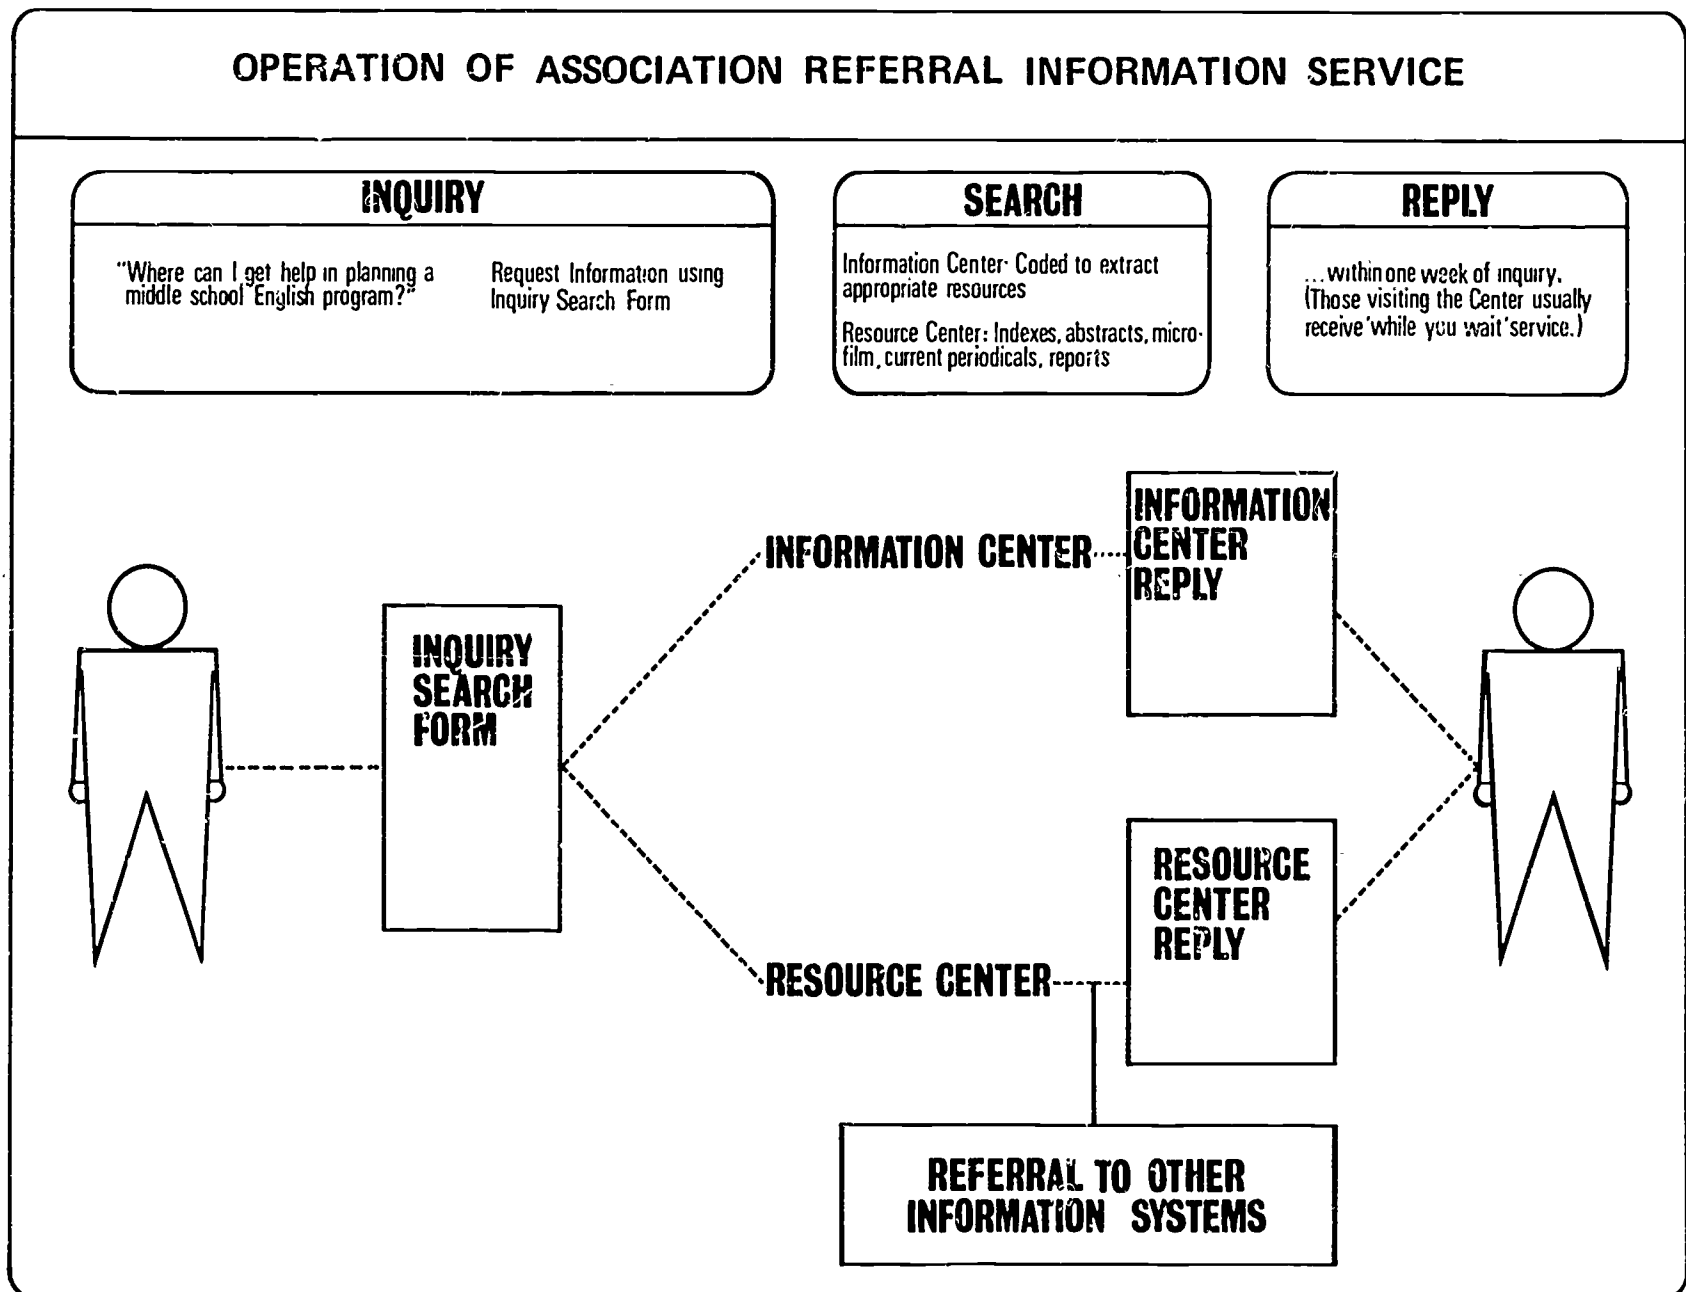 OPERATION OF ASSOCIATION REFERRAL INFORMATION SERVICE
INQUIRY
"Where can I get help in planning a
middle school English program?"
Request Information using
Inquiry Search Form
SEARCH
Information Center· Coded to extract
appropriate resources
Resource Center: Indexes, abstracts, micro-
film, current periodicals, reports
REPLY
...within one week of inquiry.
(Those visiting the Center usually
receive 'while you wait' service.)
INQUIRY
SEARCH
FORM
INFORMATION CENTER
INFORMATION
CENTER
REPLY
RESOURCE CENTER
RESOURCE
CENTER
REPLY
REFERRAL TO OTHER
INFORMATION SYSTEMS